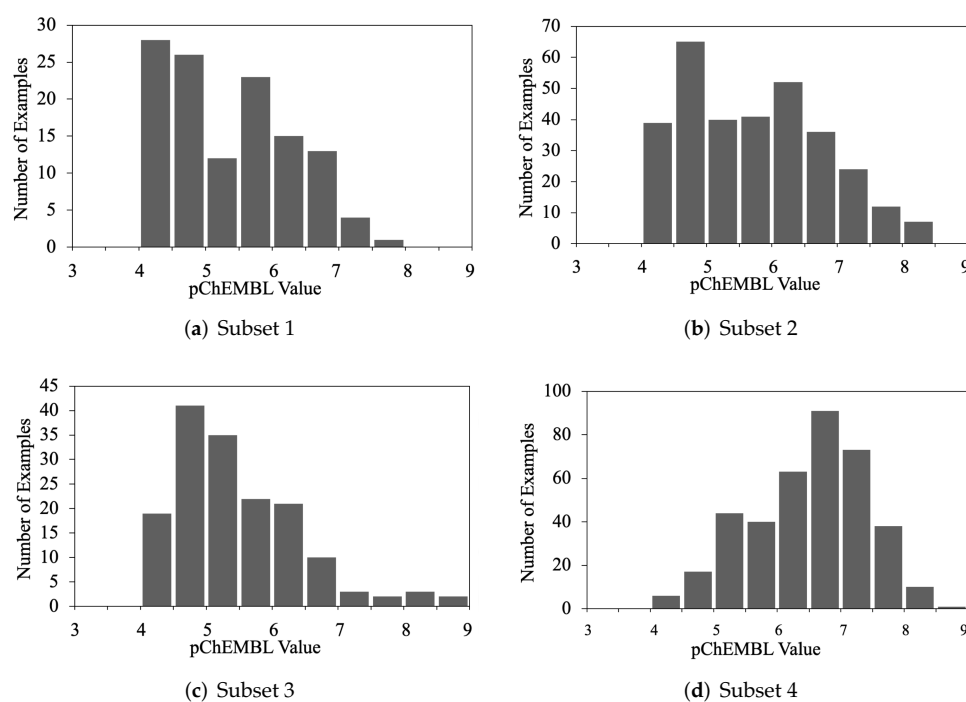 30
25
20
15
10
5
0
Number of Examples
3 4 5 6 7 8 9
pChEMBL Value
(a) Subset 1
70
60
50
40
30
20
10
0
Number of Examples
3 4 5 6 7 8 9
pChEMBL Value
(b) Subset 2
45
40
35
30
25
20
15
10
5
0
Number of Examples
3 4 5 6 7 8 9
pChEMBL Value
(c) Subset 3
100
80
60
40
20
0
Number of Examples
3 4 5 6 7 8 9
pChEMBL Value
(d) Subset 4